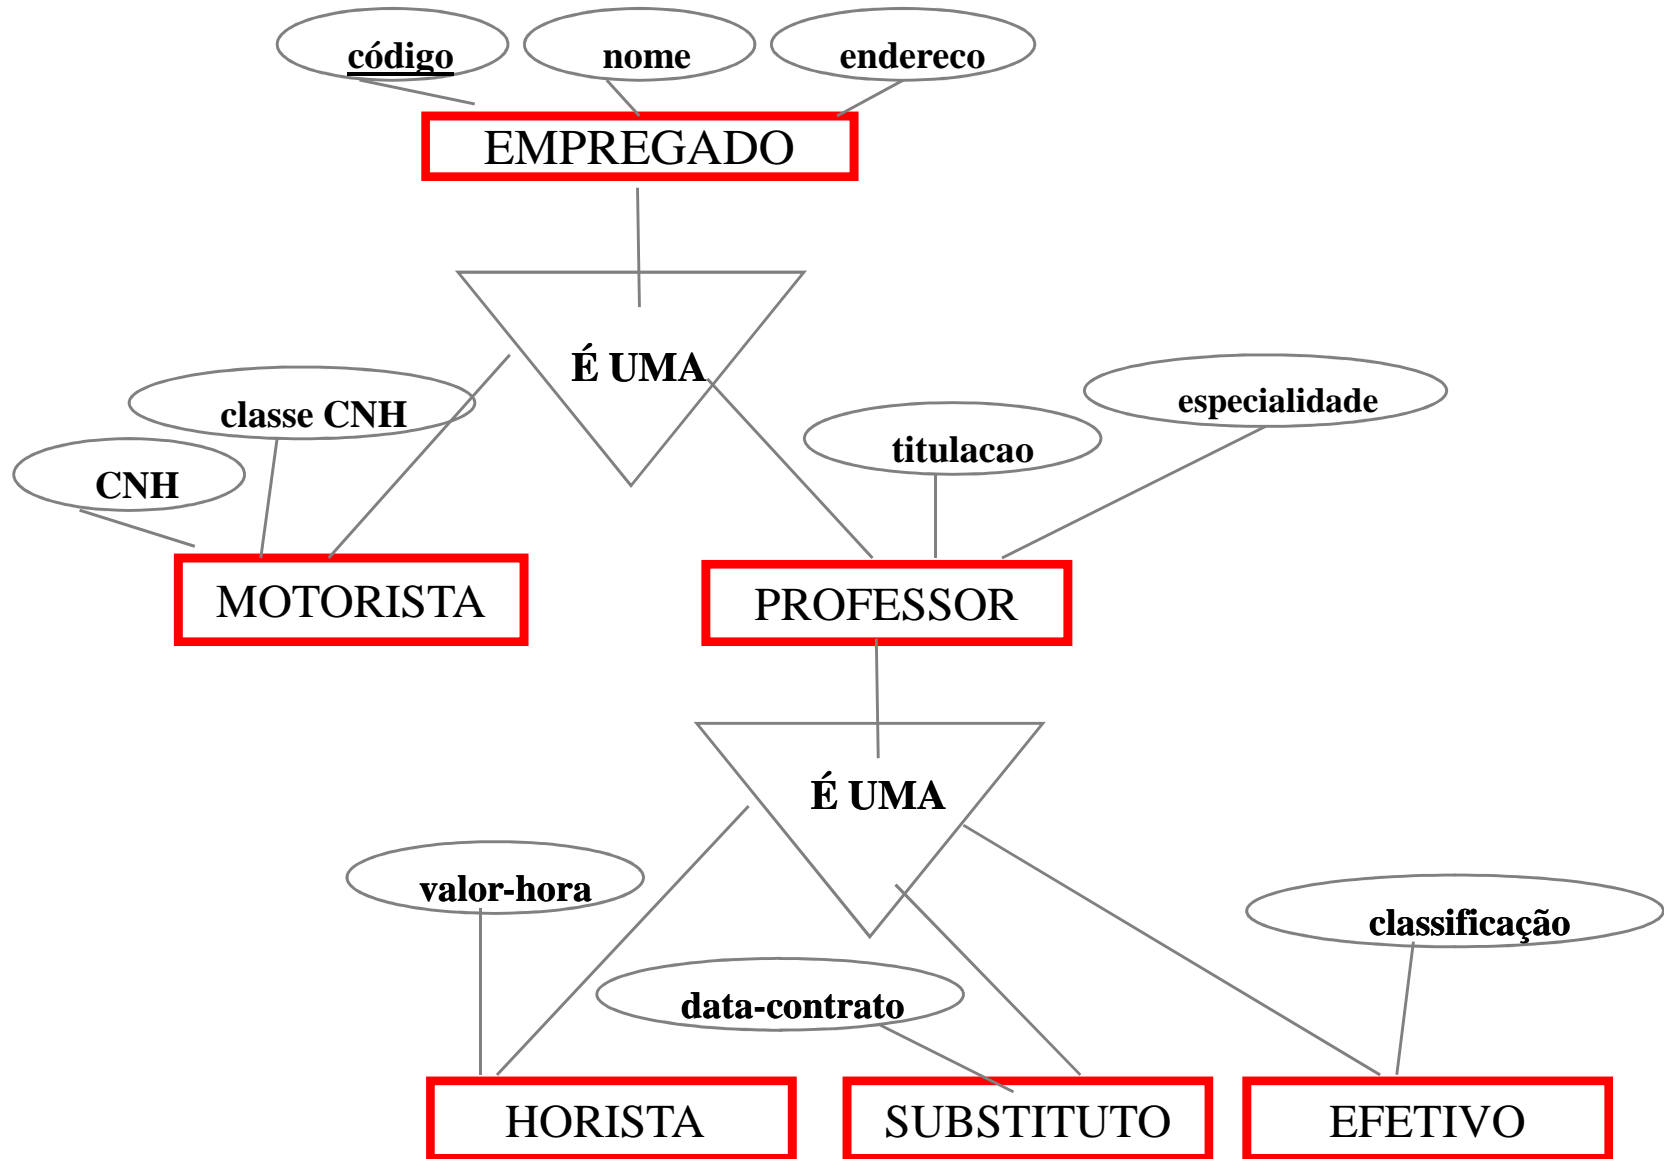 código
nome
endereco
EMPREGADO
É UMA
classe CNH
especialidade
titulacao
CNH
MOTORISTA
PROFESSOR
É UMA
valor-hora
classificação
data-contrato
HORISTA
SUBSTITUTO
EFETIVO